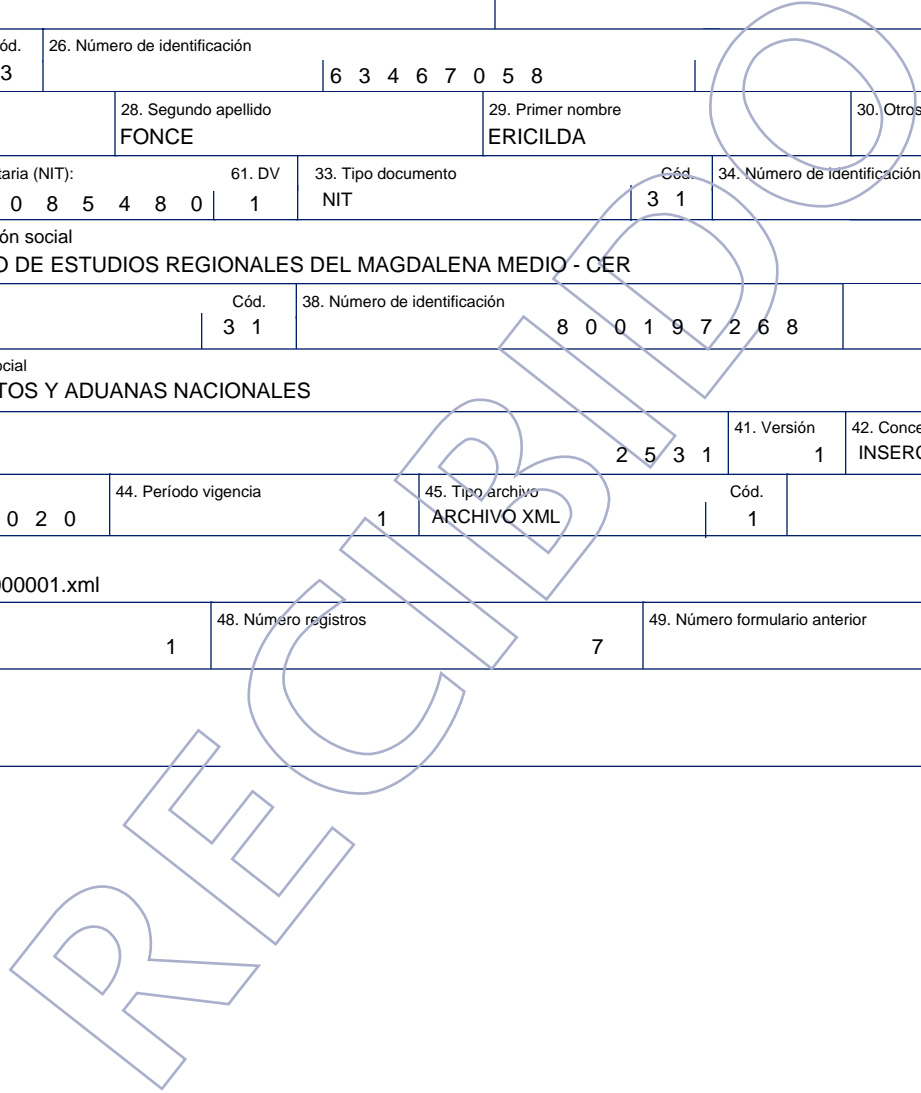 ód. 26. Número de identificación
3 6 3 4 6 7 0 5 8
28. Segundo apellido 29. Primer nombre 30. Otros
FONCE ERICILDA
taria (NIT): 61. DV 33. Tipo documento Cód. 34. Número de identificación
0 8 5 4 8 0 1 NIT 3 1
ón social
O DE ESTUDIOS REGIONALES DEL MAGDALENA MEDIO - CER
Cód. 38. Número de identificación
3 1 8 0 0 1 9 7 2 6 8
ocial
TOS Y ADUANAS NACIONALES
41. Versión 42. Conce
2 5 3 1 1 INSERC
44. Período vigencia 45. Tipo archivo Cód.
0 2 0 1 ARCHIVO XML 1
000001.xml
48. Número registros 49. Número formulario anterior
1 7
RECIBIDO